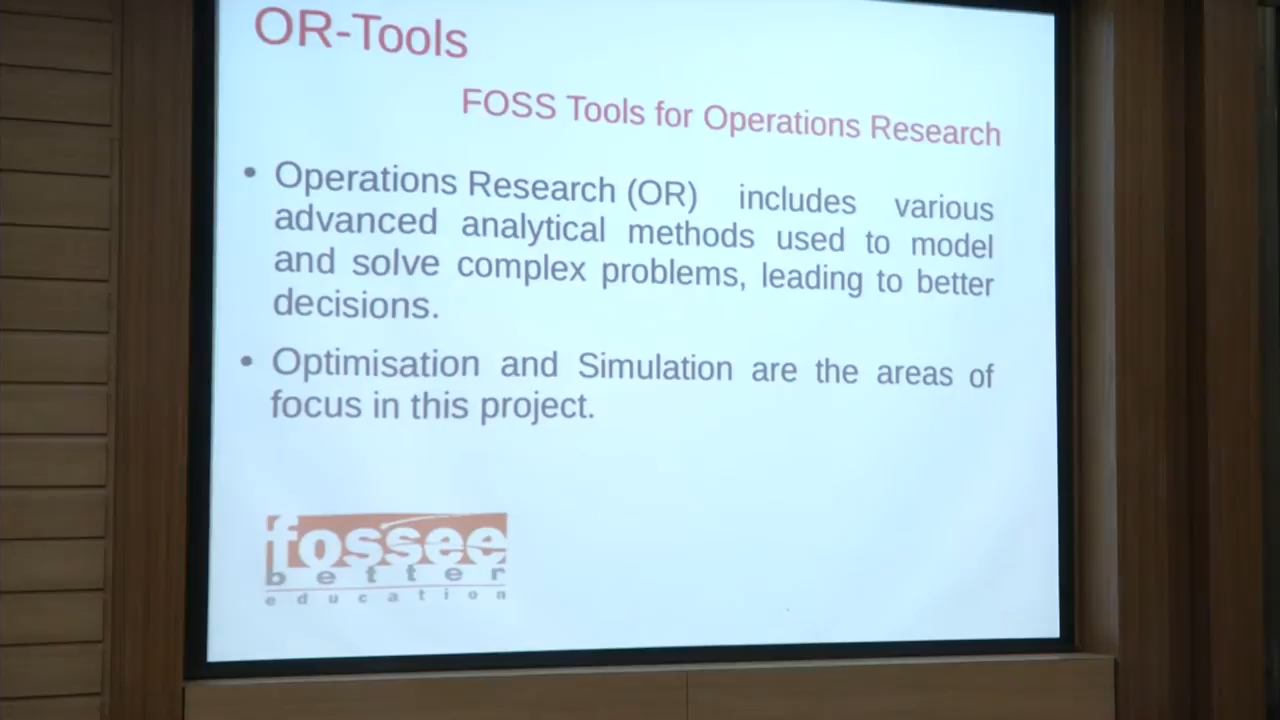 OR-Tools
FOSS Tools for Operations Research
• Operations Research (OR) includes various
advanced analytical methods used to model
and solve complex problems, leading to better
decisions.
• Optimisation and Simulation are the areas of
focus in this project.
fossee
better
education